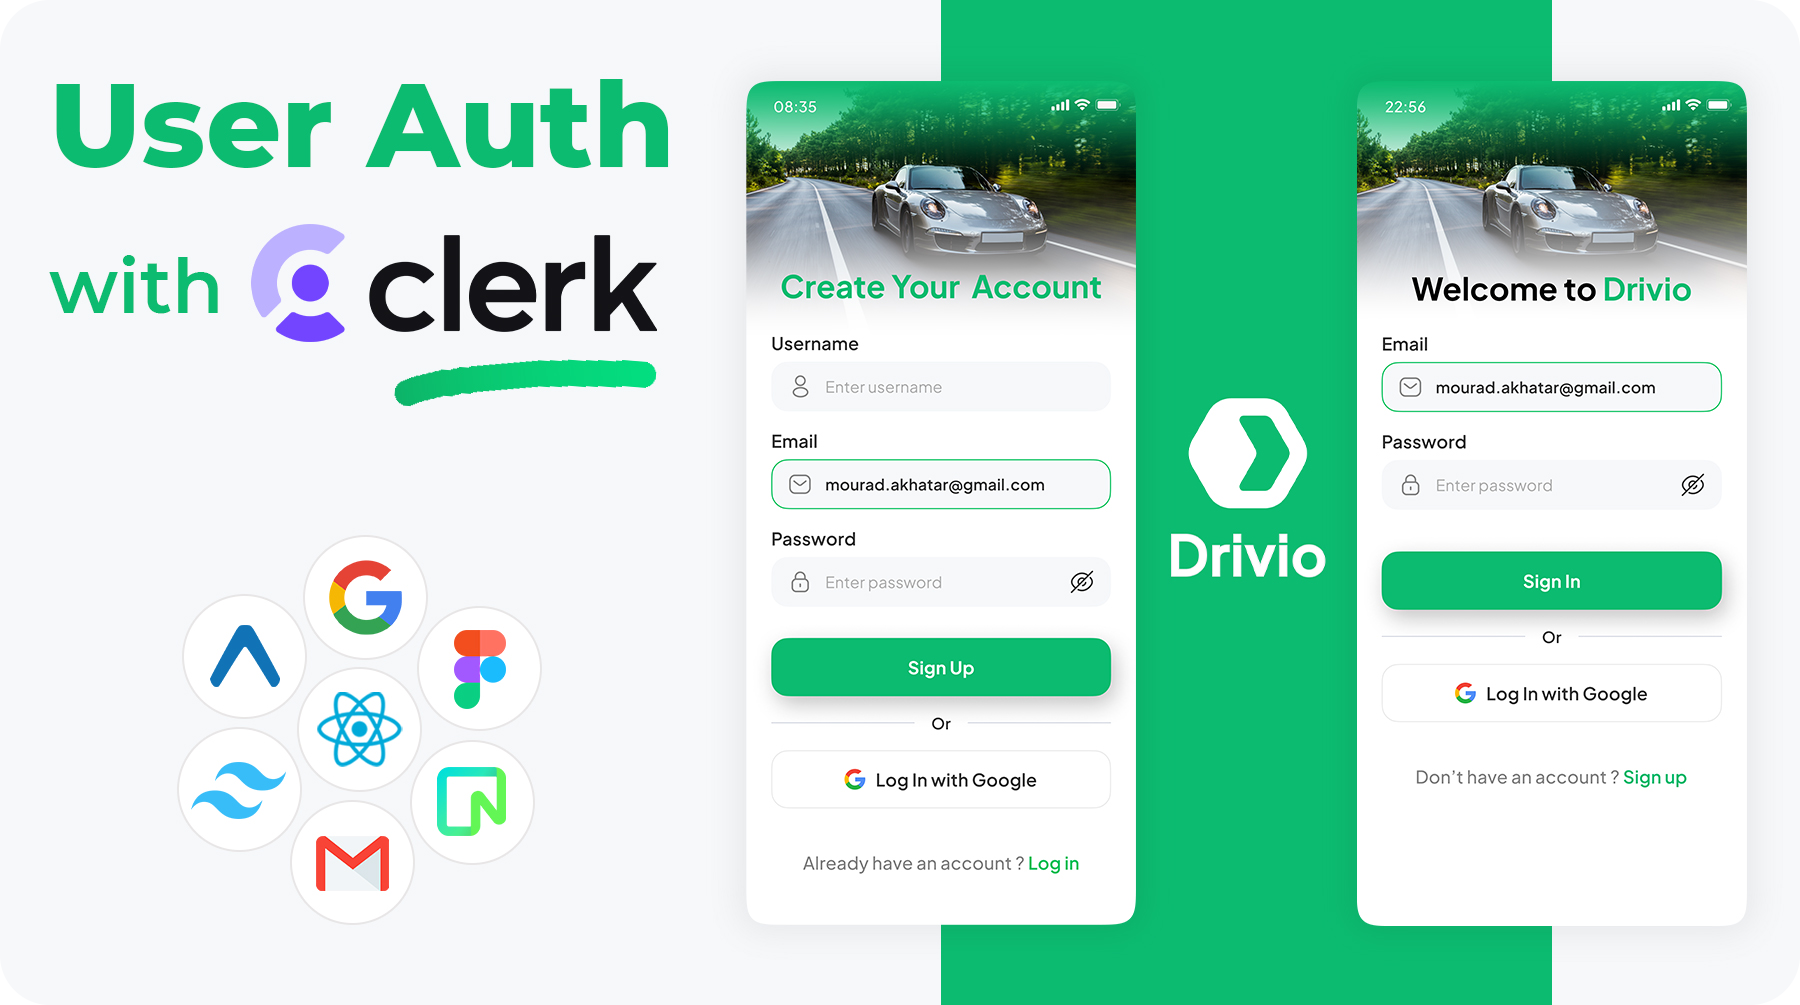 User Auth
with clerk
08:35
Create Your Account
Username
Enter username
Email
mourad.akhatar@gmail.com
Password
Enter password
Sign Up
Or
Log In with Google
Already have an account ? Log in
Drivio
22:56
Welcome to Drivio
Email
mourad.akhatar@gmail.com
Password
Enter password
Sign In
Or
Log In with Google
Don’t have an account ? Sign up